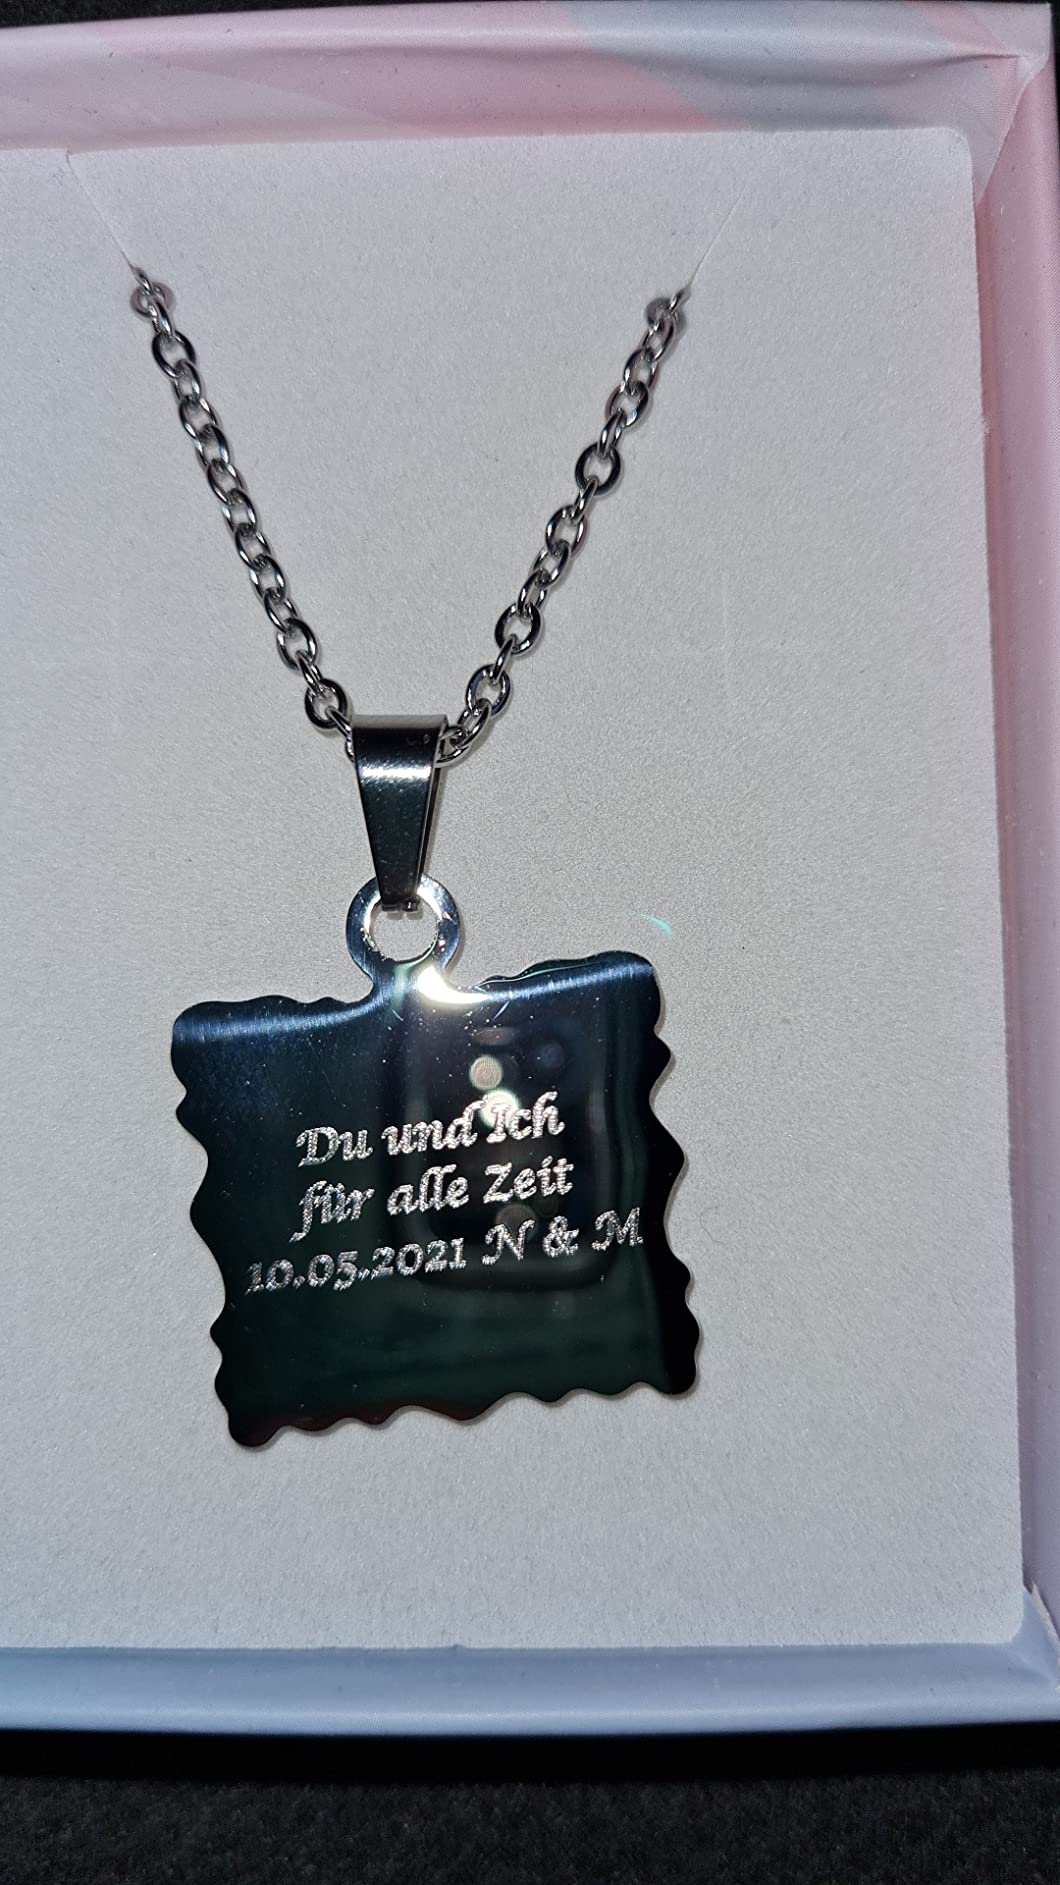 Du und Ich
für alle Zeit
10.05.2021 N & M